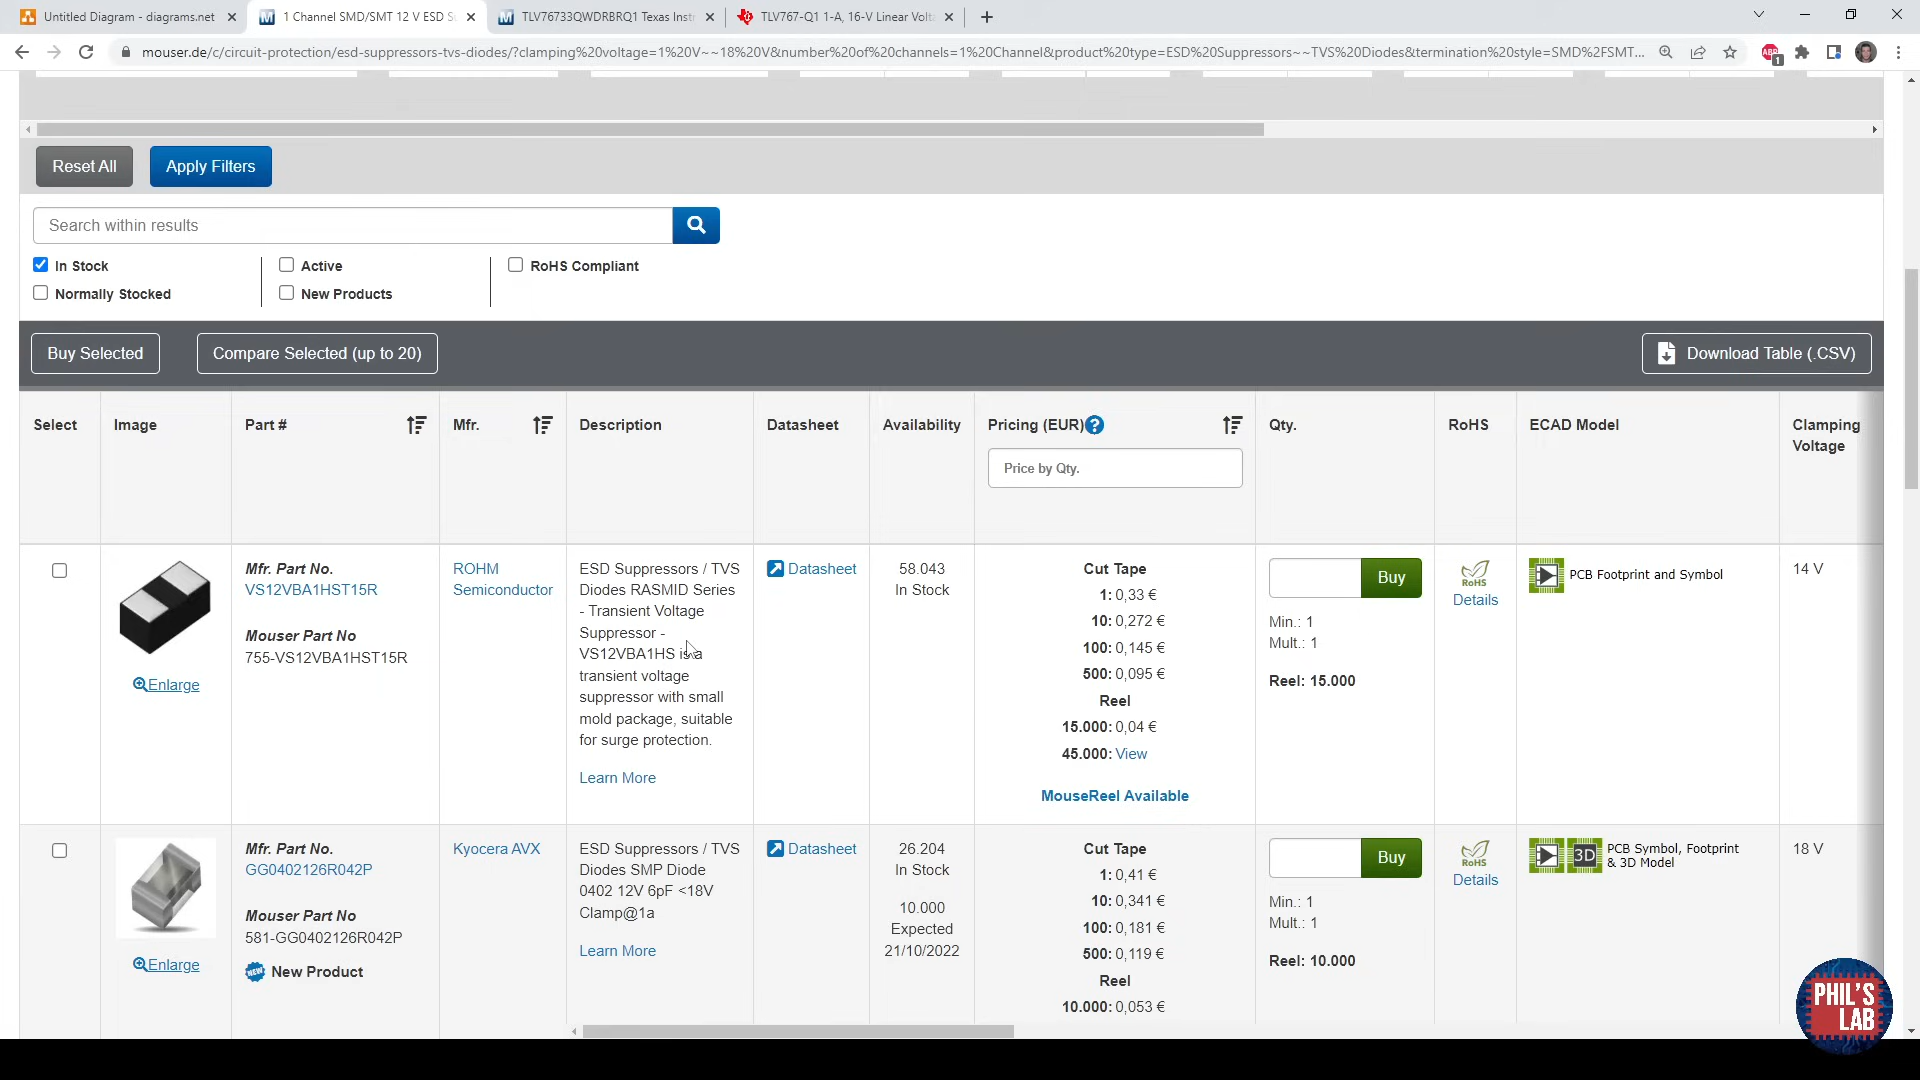 Untitled Diagram - diagrams.net
1 Channel SMD/SMT 12 V ESD Su
TLV76733QWDRBRQ1 Texas Instr
TLV767-Q1 1-A, 16-V Linear Volta
mouser.de/c/circuit-protection/esd-suppressors-tvs-diodes/?clamping%20voltage=1%20V~~18%20V&number%20of%20channels=1%20Channel&product%20type=ESD%20Suppressors~~TVS%20Diodes&termination%20style=SMD%2FSMT...
ABP
1
Reset All
Apply Filters
Search within results
In Stock
Active
RoHS Compliant
Normally Stocked
New Products
Buy Selected
Compare Selected (up to 20)
Download Table (.CSV)
Select
Image
Part #
Mfr.
Description
Datasheet
Availability
Pricing (EUR)
Qty.
RoHS
ECAD Model
Clamping
Voltage
Price by Qty.
Enlarge
Mfr. Part No.
VS12VBA1HST15R
Mouser Part No
755-VS12VBA1HST15R
ROHM
Semiconductor
ESD Suppressors / TVS
Diodes RASMID Series
- Transient Voltage
Suppressor -
VS12VBA1HS is a
transient voltage
suppressor with small
mold package, suitable
for surge protection.
Learn More
Datasheet
58.043
In Stock
Cut Tape
1: 0,33 €
10: 0,272 €
100: 0,145 €
500: 0,095 €
Reel
15.000: 0,04 €
45.000: View
MouseReel Available
Buy
Min.: 1
Mult.: 1
Reel: 15.000
RoHS
Details
PCB Footprint and Symbol
14 V
Enlarge
Mfr. Part No.
GG0402126R042P
Mouser Part No
581-GG0402126R042P
NEW
New Product
Kyocera AVX
ESD Suppressors / TVS
Diodes SMP Diode
0402 12V 6pF <18V
Clamp@1a
Learn More
Datasheet
26.204
In Stock
10.000
Expected
21/10/2022
Cut Tape
1: 0,41 €
10: 0,341 €
100: 0,181 €
500: 0,119 €
Reel
10.000: 0,053 €
Buy
Min.: 1
Mult.: 1
Reel: 10.000
RoHS
Details
3D
PCB Symbol, Footprint
& 3D Model
18 V
PHIL'S
LAB